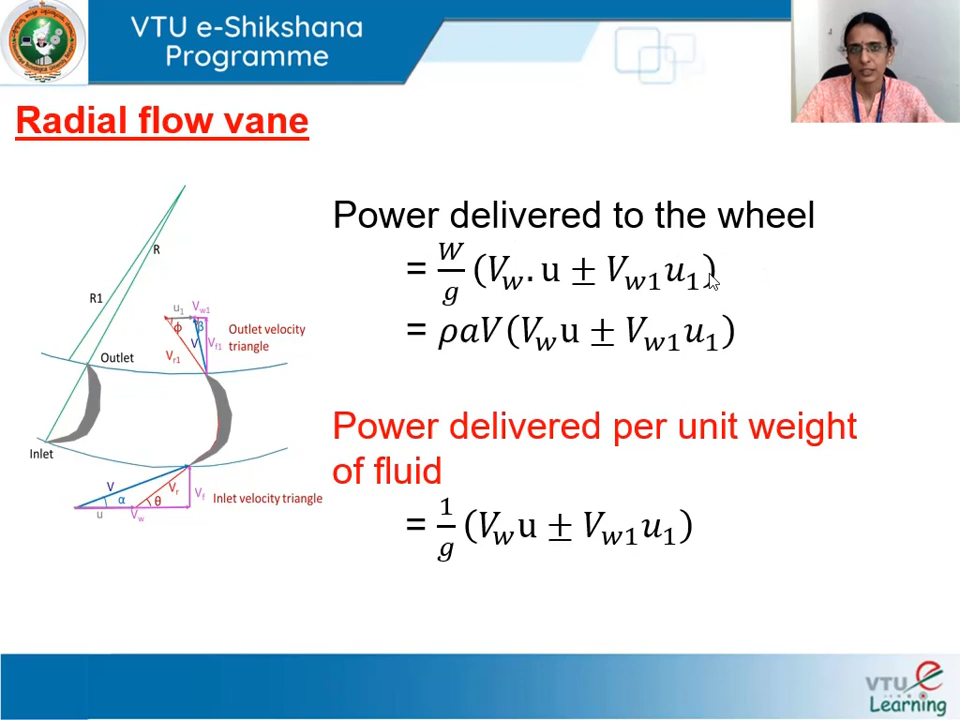 VTU e-Shikshana
Programme
Radial flow vane
Power delivered to the wheel
= W/g (V_w. u ± V_w1 u_1)
= ρaV(V_w u ± V_w1 u_1)
Power delivered per unit weight
of fluid
= 1/g (V_w u ± V_w1 u_1)
R
R1
u_1 V_w1
ϕ β
V V_f1
V_r1
Outlet velocity
triangle
Outlet
Inlet
V V_r V_f
α θ
u V_w
Inlet velocity triangle
VTU e
Learning